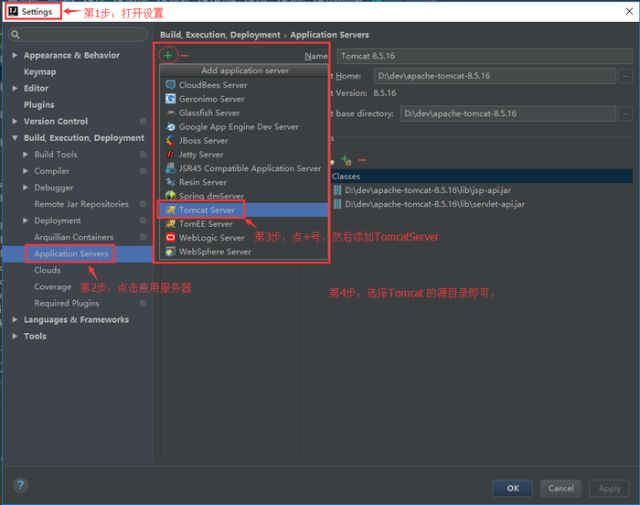 Settings
第1步：打开设置
Appearance & Behavior
Keymap
Editor
Plugins
Version Control
Build, Execution, Deployment
Build Tools
Compiler
Debugger
Remote Jar Repositories
Deployment
Arquillian Containers
Application Servers
Clouds
Coverage
Required Plugins
Languages & Frameworks
Tools
第2步：点击应用服务器
Build, Execution, Deployment › Application Servers
Add application server
CloudBees Server
Geronimo Server
Glassfish Server
Google App Engine Dev Server
JBoss Server
Jetty Server
JSR45 Compatible Application Server
Resin Server
Spring dmServer
Tomcat Server
TomEE Server
WebLogic Server
WebSphere Server
第3步：点+号，然后添加TomcatServer
Name: Tomcat 8.5.16
t Home: D:\dev\apache-tomcat-8.5.16
t Version: 8.5.16
t base directory: D:\dev\apache-tomcat-8.5.16
Classes
D:\dev\apache-tomcat-8.5.16\lib\jsp-api.jar
D:\dev\apache-tomcat-8.5.16\lib\servlet-api.jar
第4步：选择Tomcat 的源目录即可。
?
OK
Cancel
Apply